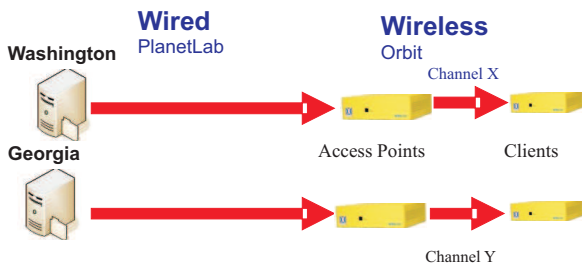 Wired
PlanetLab
Wireless
Orbit
Washington
Channel X
Georgia
Access Points
Clients
Channel Y